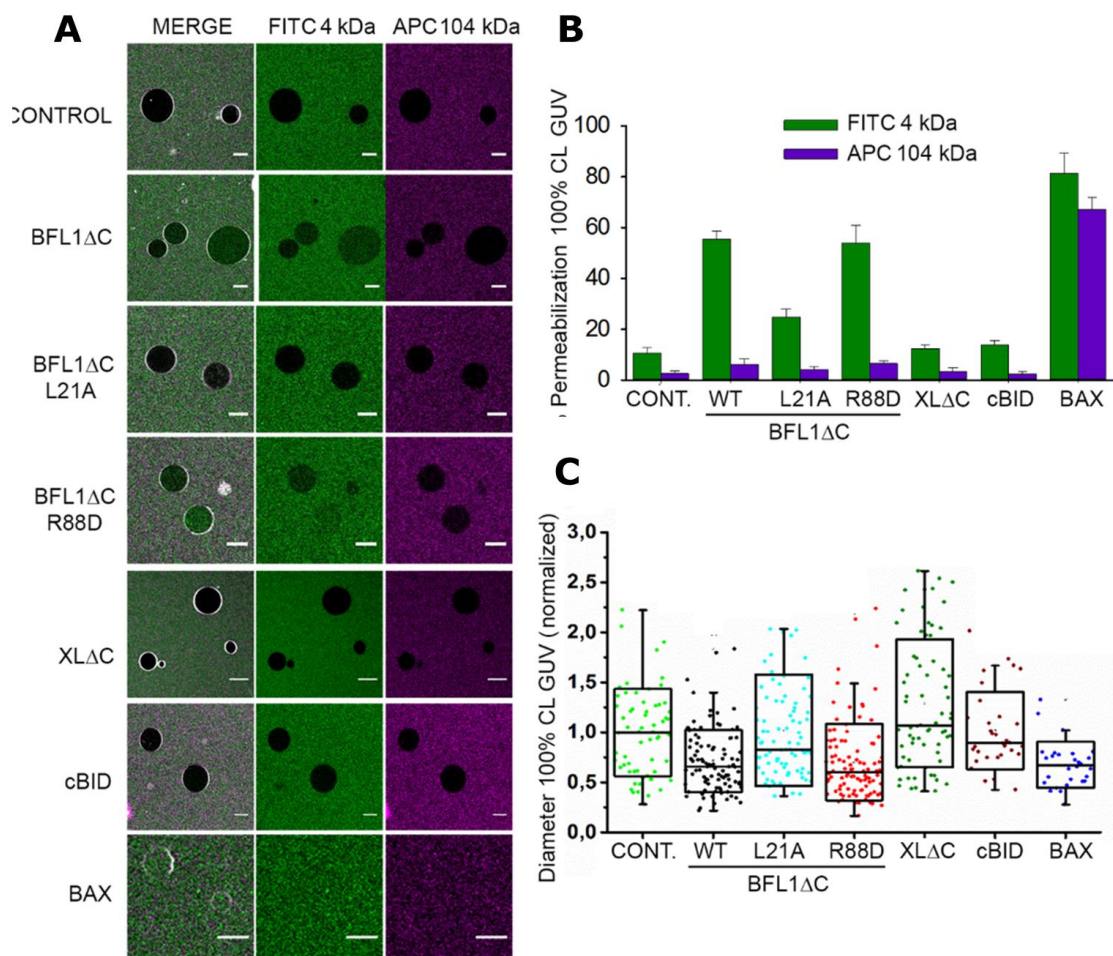 A
MERGE FITC 4 kDa APC 104 kDa
CONTROL
BFL1ΔC
BFL1ΔC
L21A
BFL1ΔC
R88D
XLΔC
cBID
BAX
B
Permeabilization 100% CL GUV
100
80
60
40
20
0
FITC 4 kDa
APC 104 kDa
CONT. WT L21A R88D XLΔC cBID BAX
BFL1ΔC
C
Diameter 100% CL GUV (normalized)
3,0
2,5
2,0
1,5
1,0
0,5
0,0
CONT. WT L21A R88D XLΔC cBID BAX
BFL1ΔC